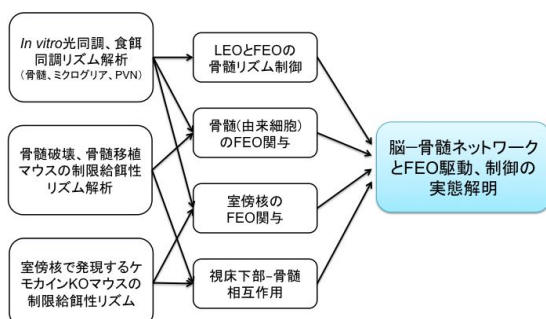 In vitro光同調、食餌
同調リズム解析
（骨髄、ミクログリア、PVN）
骨髄破壊、骨髄移植
マウスの制限給餌性
リズム解析
室傍核で発現するケ
モカインKOマウスの
制限給餌性リズム
LEOとFEOの
骨髄リズム制御
骨髄(由来細胞)
のFEO関与
室傍核の
FEO関与
視床下部−骨髄
相互作用
脳−骨髄ネットワーク
とFEO駆動、制御の
実態解明